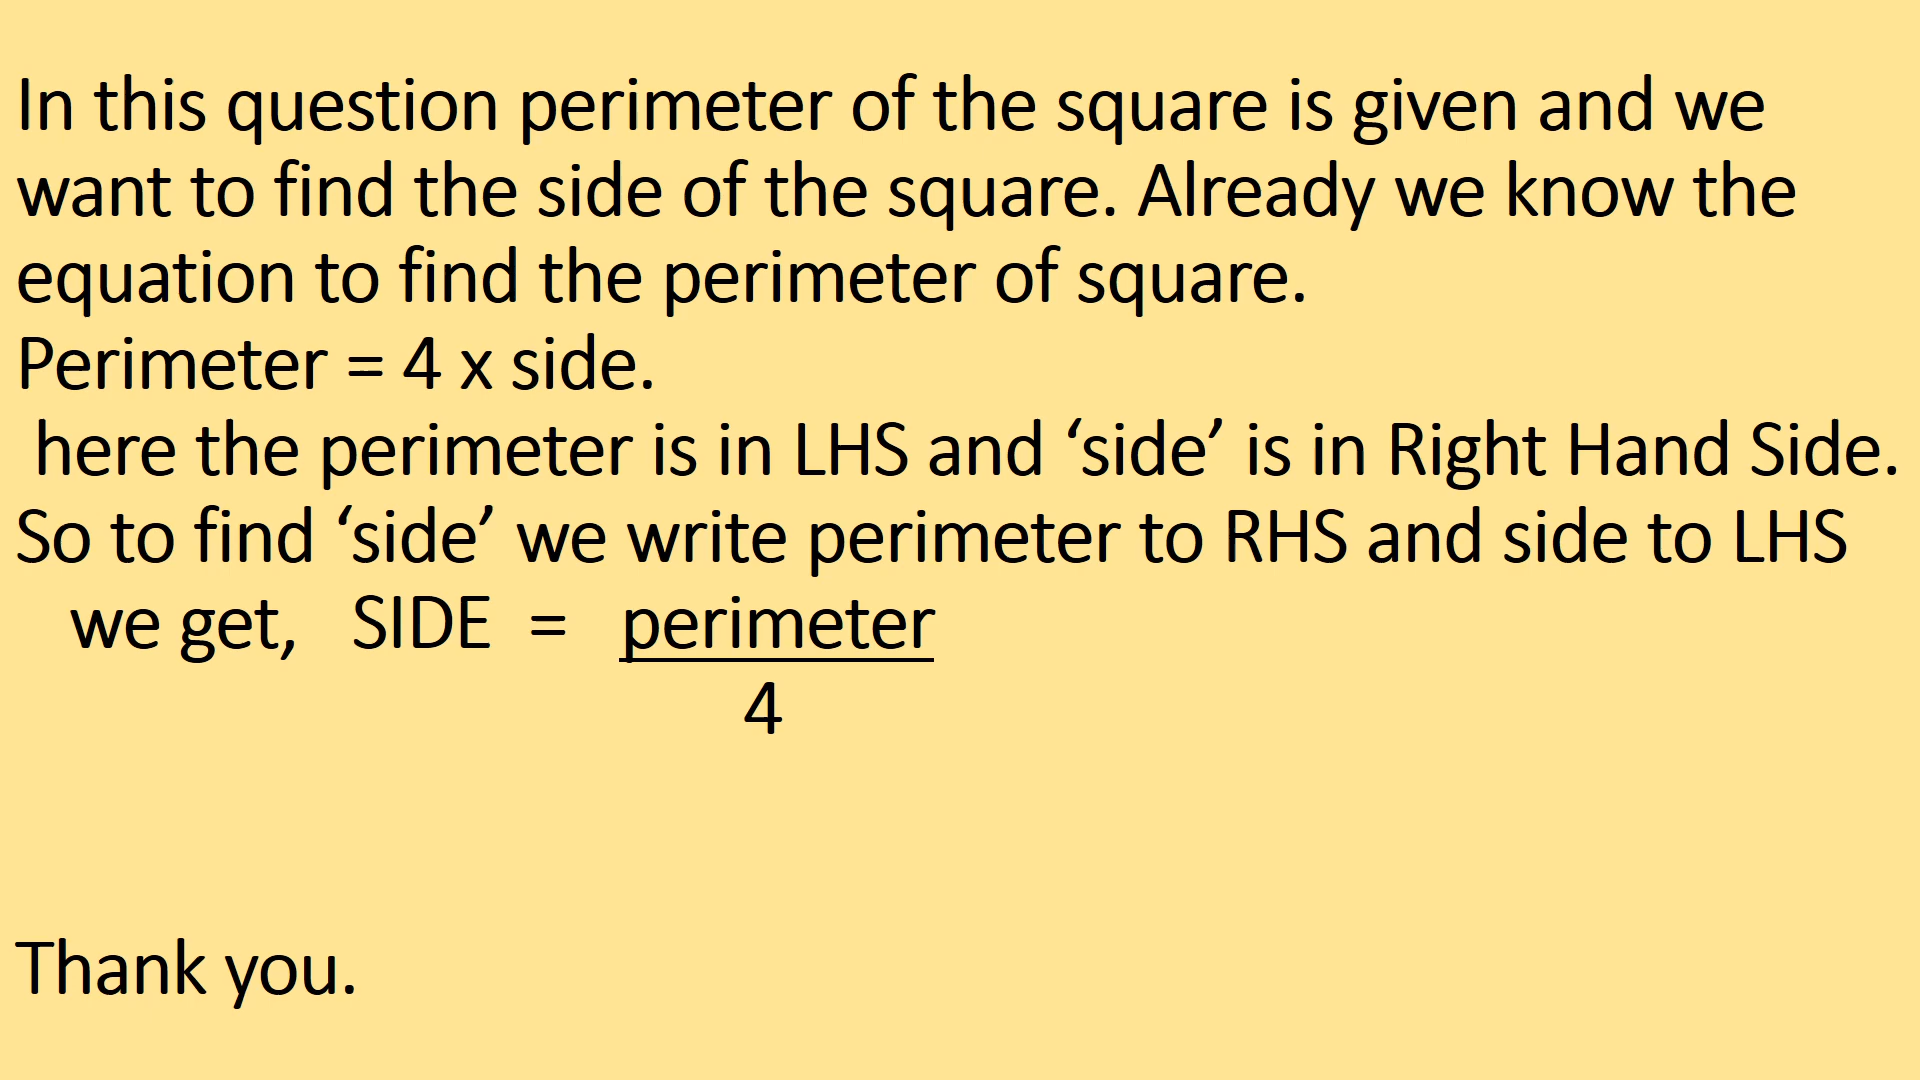 In this question perimeter of the square is given and we
want to find the side of the square. Already we know the
equation to find the perimeter of square.
Perimeter = 4 x side.
here the perimeter is in LHS and ‘side’ is in Right Hand Side.
So to find ‘side’ we write perimeter to RHS and side to LHS
we get, SIDE = perimeter
4
Thank you.